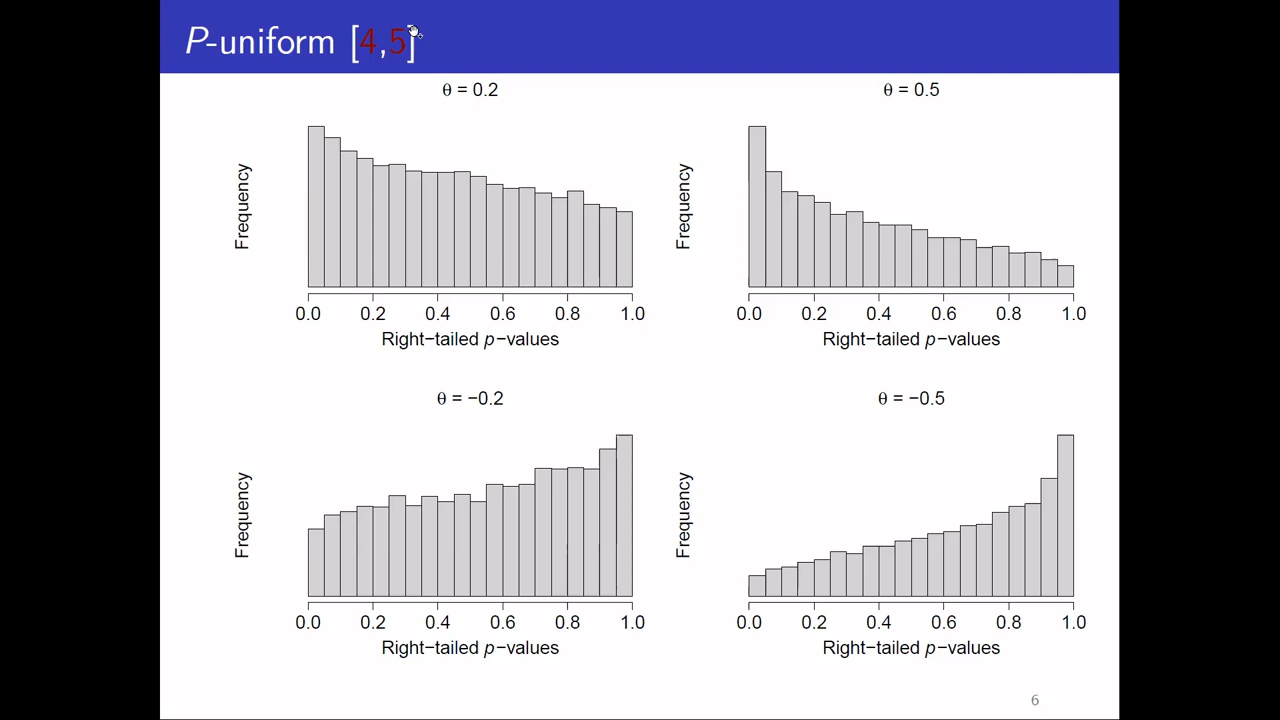 P-uniform [4,5]
θ = 0.2
Frequency
0.0 0.2 0.4 0.6 0.8 1.0
Right−tailed p−values
θ = 0.5
Frequency
0.0 0.2 0.4 0.6 0.8 1.0
Right−tailed p−values
θ = −0.2
Frequency
0.0 0.2 0.4 0.6 0.8 1.0
Right−tailed p−values
θ = −0.5
Frequency
0.0 0.2 0.4 0.6 0.8 1.0
Right−tailed p−values
6